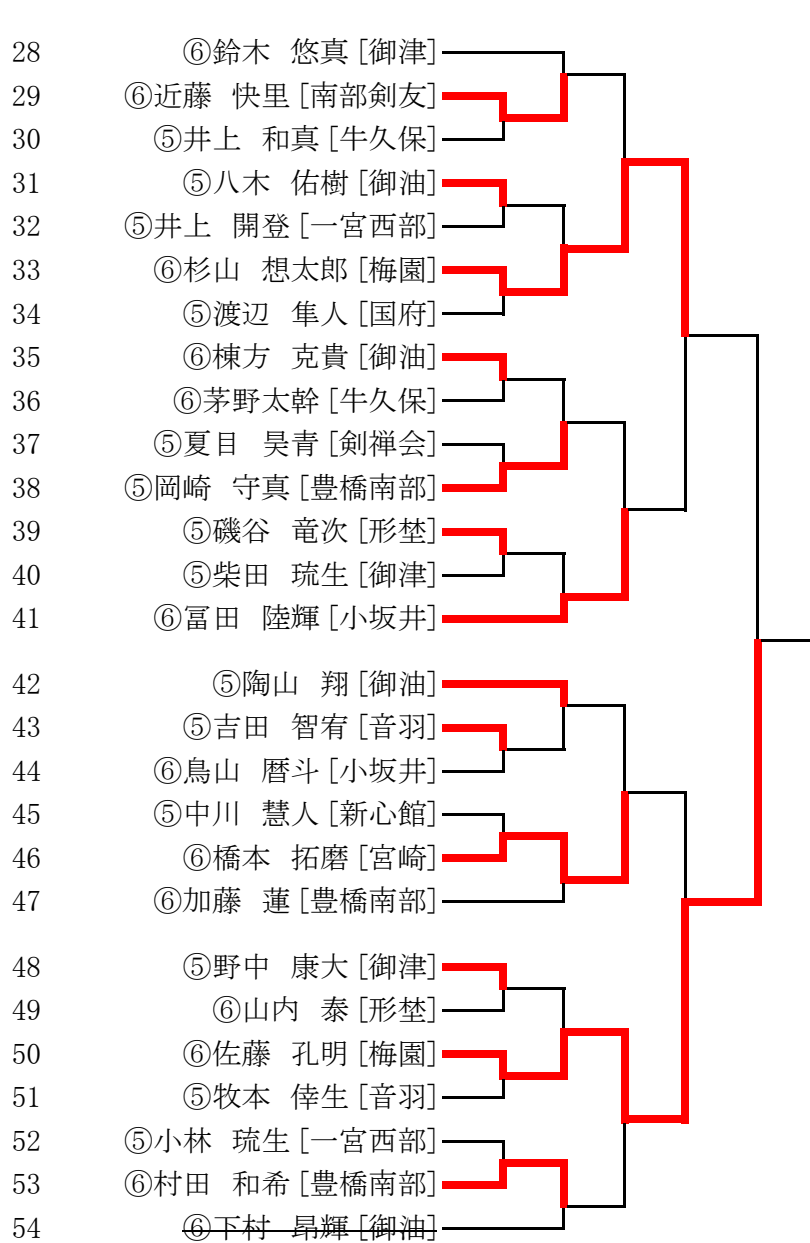 28 ⑥鈴木 悠真[御津]
29 ⑥近藤 快里[南部剣友]
30 ⑤井上 和真[牛久保]
31 ⑤八木 佑樹[御油]
32 ⑤井上 開登[一宮西部]
33 ⑥杉山 想太郎[梅園]
34 ⑤渡辺 隼人[国府]
35 ⑥棟方 克貴[御油]
36 ⑥茅野太幹[牛久保]
37 ⑤夏目 昊青[剣禅会]
38 ⑤岡崎 守真[豊橋南部]
39 ⑤磯谷 竜次[形埜]
40 ⑤柴田 琉生[御津]
41 ⑥冨田 陸輝[小坂井]
42 ⑤陶山 翔[御油]
43 ⑤吉田 智宥[音羽]
44 ⑥鳥山 暦斗[小坂井]
45 ⑤中川 慧人[新心館]
46 ⑥橋本 拓磨[宮崎]
47 ⑥加藤 蓮[豊橋南部]
48 ⑤野中 康大[御津]
49 ⑥山内 泰[形埜]
50 ⑥佐藤 孔明[梅園]
51 ⑤牧本 倖生[音羽]
52 ⑤小林 琉生[一宮西部]
53 ⑥村田 和希[豊橋南部]
54 ⑥下村 昂輝[御油]